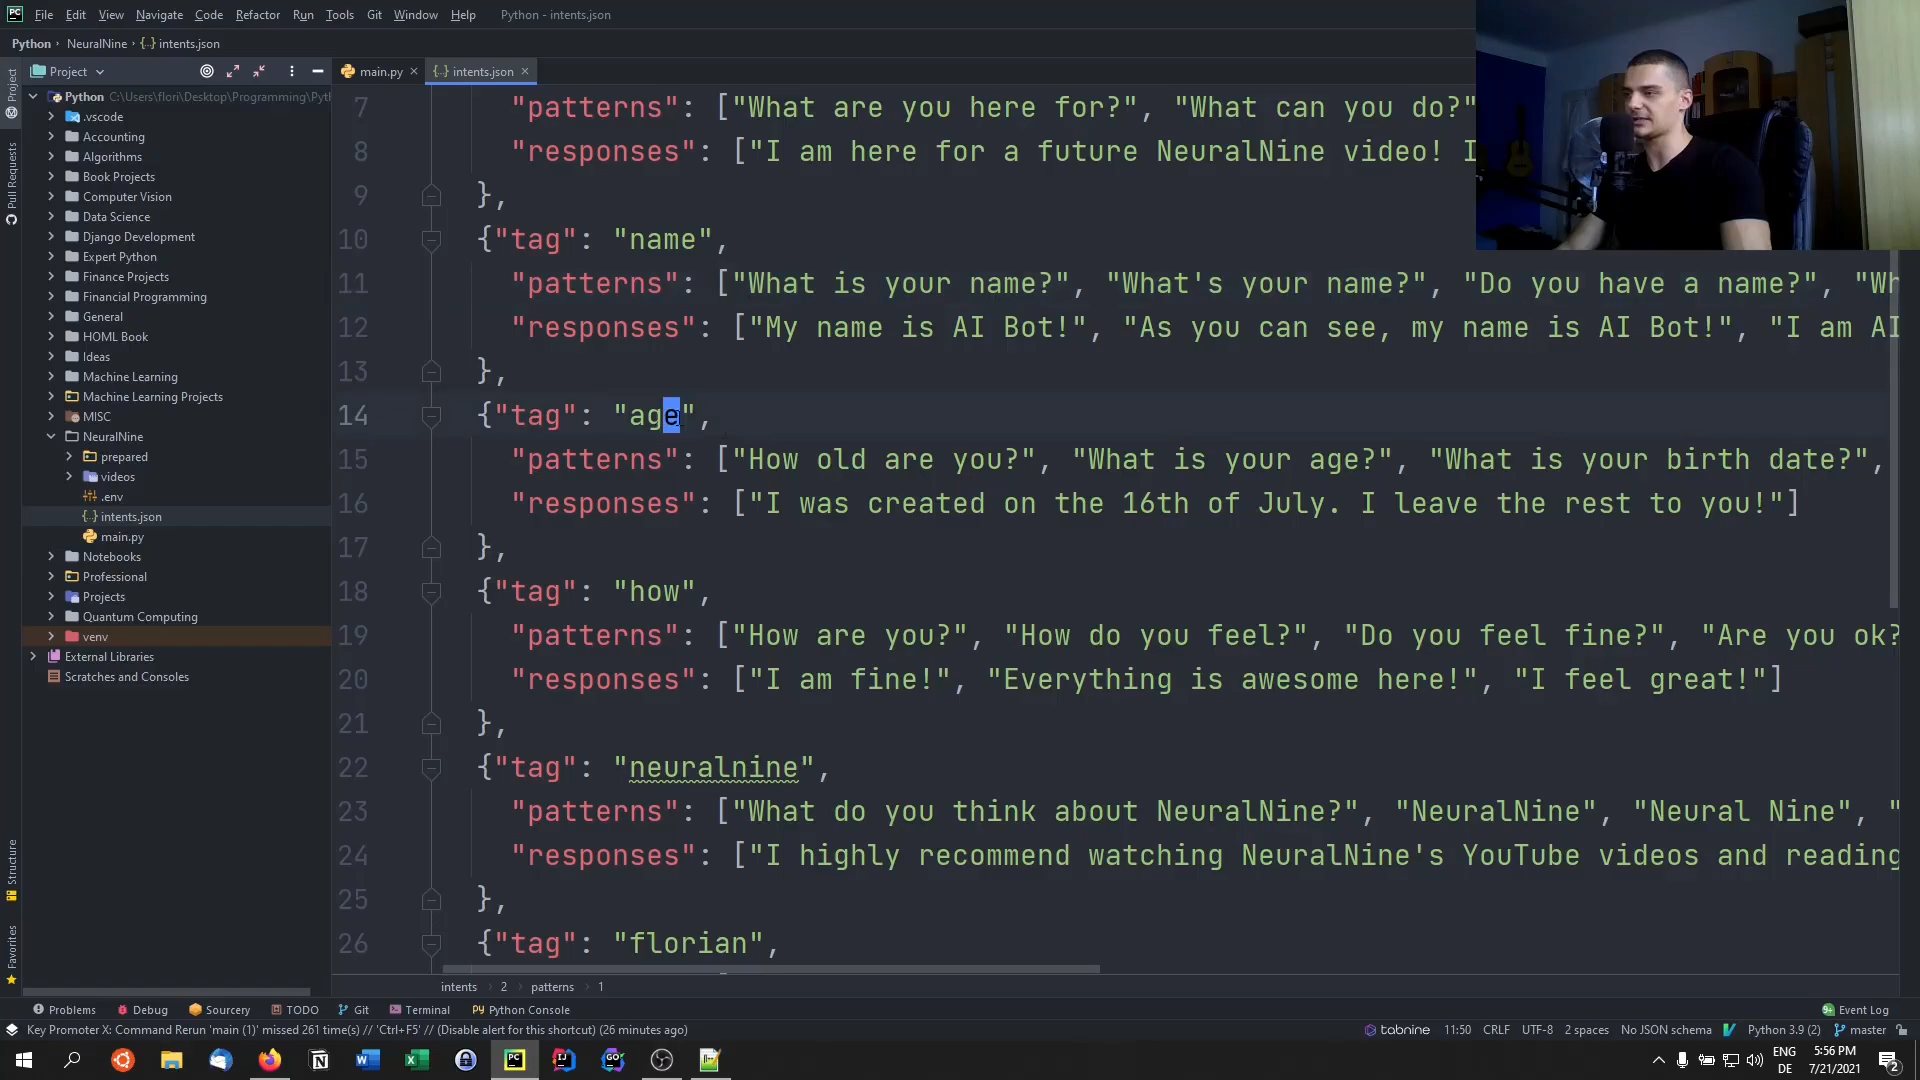 File Edit View Navigate Code Refactor Run Tools Git Window Help Python - intents.json
Python › NeuralNine › intents.json
Project
main.py
intents.json
Project
Pull Requests
Structure
Favorites
Python C:\Users\flori\Desktop\Programming\Pyt
.vscode
Accounting
Algorithms
Book Projects
Computer Vision
Data Science
Django Development
Expert Python
Finance Projects
Financial Programming
General
HOML Book
Ideas
Machine Learning
Machine Learning Projects
MISC
NeuralNine
prepared
videos
.env
intents.json
main.py
Notebooks
Professional
Projects
Quantum Computing
venv
External Libraries
Scratches and Consoles
7 "patterns": ["What are you here for?", "What can you do?"
8 "responses": ["I am here for a future NeuralNine video! I
9 },
10 {"tag": "name",
11 "patterns": ["What is your name?", "What's your name?", "Do you have a name?", "Wh
12 "responses": ["My name is AI Bot!", "As you can see, my name is AI Bot!", "I am AI
13 },
14 {"tag": "age",
15 "patterns": ["How old are you?", "What is your age?", "What is your birth date?",
16 "responses": ["I was created on the 16th of July. I leave the rest to you!"]
17 },
18 {"tag": "how",
19 "patterns": ["How are you?", "How do you feel?", "Do you feel fine?", "Are you ok?
20 "responses": ["I am fine!", "Everything is awesome here!", "I feel great!"]
21 },
22 {"tag": "neuralnine",
23 "patterns": ["What do you think about NeuralNine?", "NeuralNine", "Neural Nine", "
24 "responses": ["I highly recommend watching NeuralNine's YouTube videos and reading
25 },
26 {"tag": "florian",
intents › 2 › patterns › 1
Problems Debug Sourcery TODO Git Terminal Python Console Event Log
Key Promoter X: Command Rerun 'main (1)' missed 261 time(s) // 'Ctrl+F5' // (Disable alert for this shortcut) (26 minutes ago) tabnine 11:50 CRLF UTF-8 2 spaces No JSON schema Python 3.9 (2) master
ENG 5:56 PM
DE 7/21/2021 2